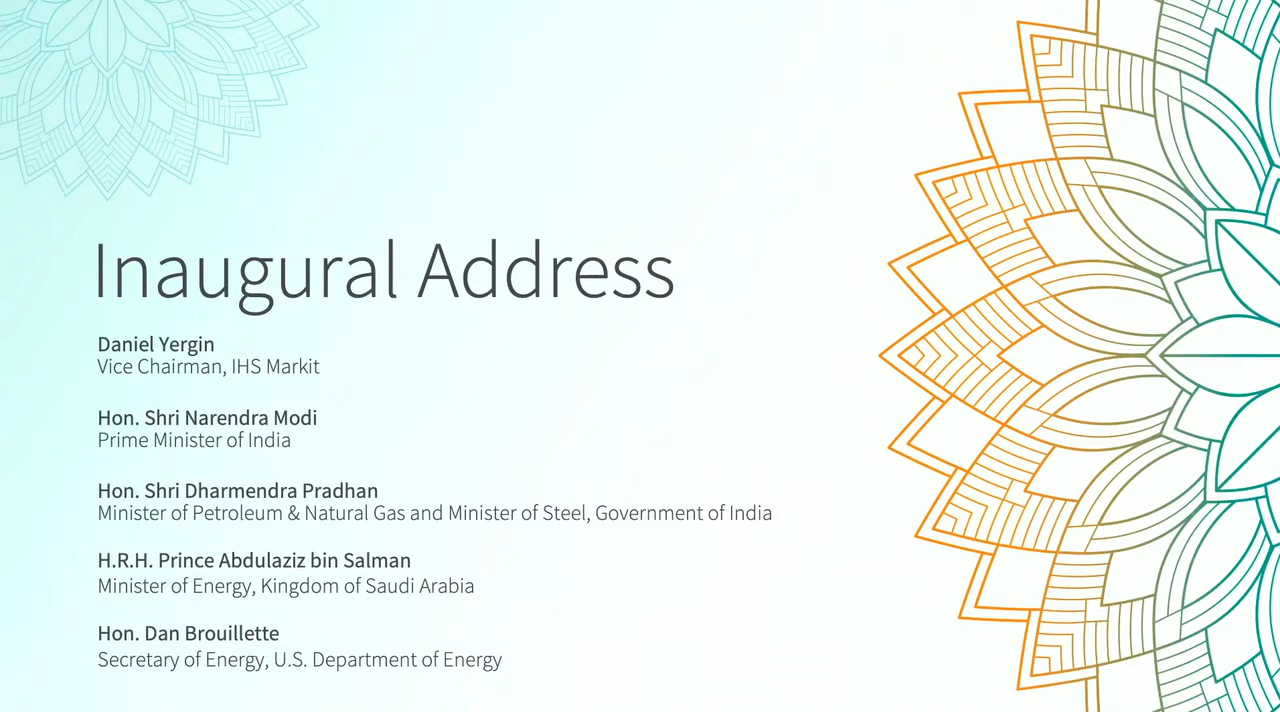 Inaugural Address
Daniel Yergin
Vice Chairman, IHS Markit
Hon. Shri Narendra Modi
Prime Minister of India
Hon. Shri Dharmendra Pradhan
Minister of Petroleum & Natural Gas and Minister of Steel, Government of India
H.R.H. Prince Abdulaziz bin Salman
Minister of Energy, Kingdom of Saudi Arabia
Hon. Dan Brouillette
Secretary of Energy, U.S. Department of Energy